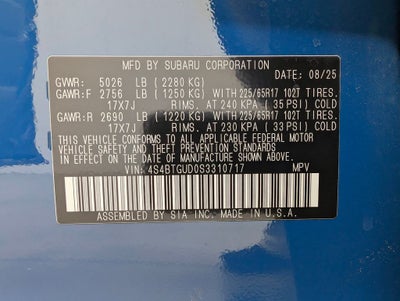 MFD BY SUBARU CORPORATION
GVWR: 5026 LB (2280 KG) DATE: 08/25
GAWR:F 2756 LB (1250 KG) WITH 225/65R17 102T TIRES.
17X7J RIMS. AT 240 KPA ( 35 PSI) COLD
GAWR:R 2690 LB (1220 KG) WITH 225/65R17 102T TIRES.
17X7J RIMS. AT 230 KPA ( 33 PSI) COLD
THIS VEHICLE CONFORMS TO ALL APPLICABLE FEDERAL MOTOR
VEHICLE SAFETY AND THEFT PREVENTION STANDARDS IN
EFFECT ON THE DATE OF MANUFACTURE SHOWN ABOVE.
VIN: 4S4BTGUD0S3310717 MPV
ASSEMBLED BY SIA INC. MADE IN U.S.A.